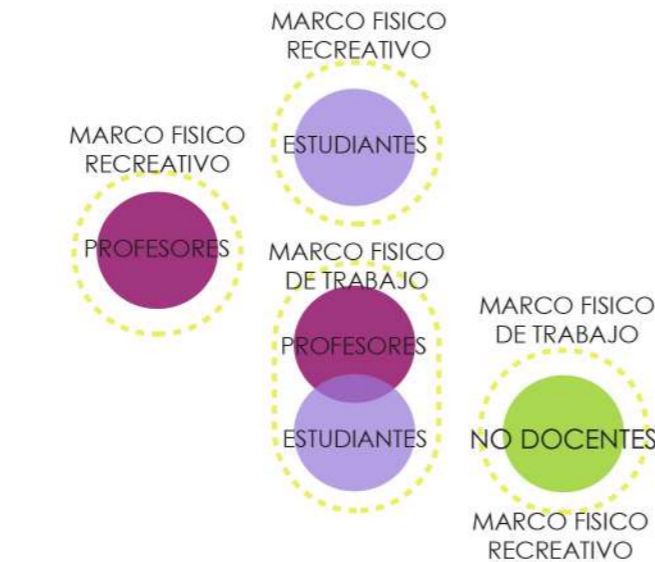 MARCO FISICO
RECREATIVO
ESTUDIANTES
MARCO FISICO
RECREATIVO
PROFESORES
MARCO FISICO
DE TRABAJO
PROFESORES
ESTUDIANTES
MARCO FISICO
DE TRABAJO
NO DOCENTES
MARCO FISICO
RECREATIVO